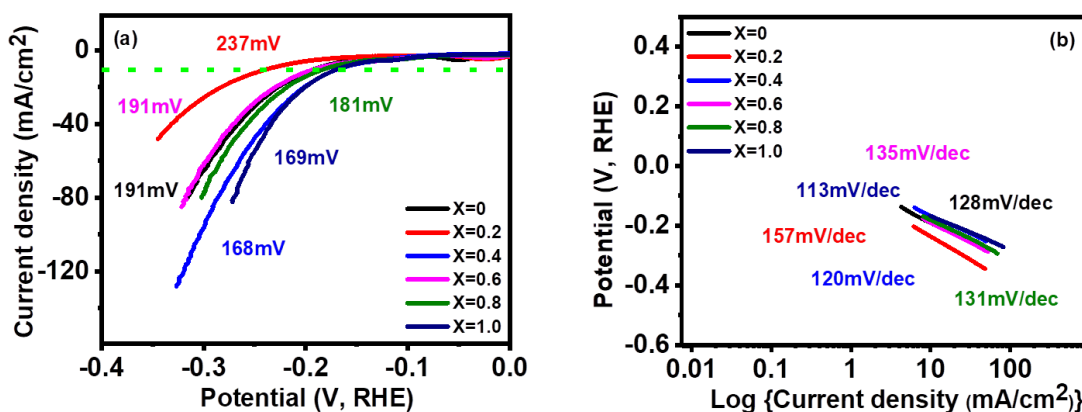 (a)
237mV
191mV
181mV
169mV
191mV
168mV
X=0
X=0.2
X=0.4
X=0.6
X=0.8
X=1.0
0
-40
-80
-120
-0.4
-0.3
-0.2
-0.1
0.0
Current density (mA/cm²)
Potential (V, RHE)
(b)
X=0
X=0.2
X=0.4
X=0.6
X=0.8
X=1.0
135mV/dec
113mV/dec
128mV/dec
157mV/dec
120mV/dec
131mV/dec
0.4
0.2
0.0
-0.2
-0.4
-0.6
0.01
0.1
1
10
100
Potential (V, RHE)
Log {Current density (mA/cm²)}